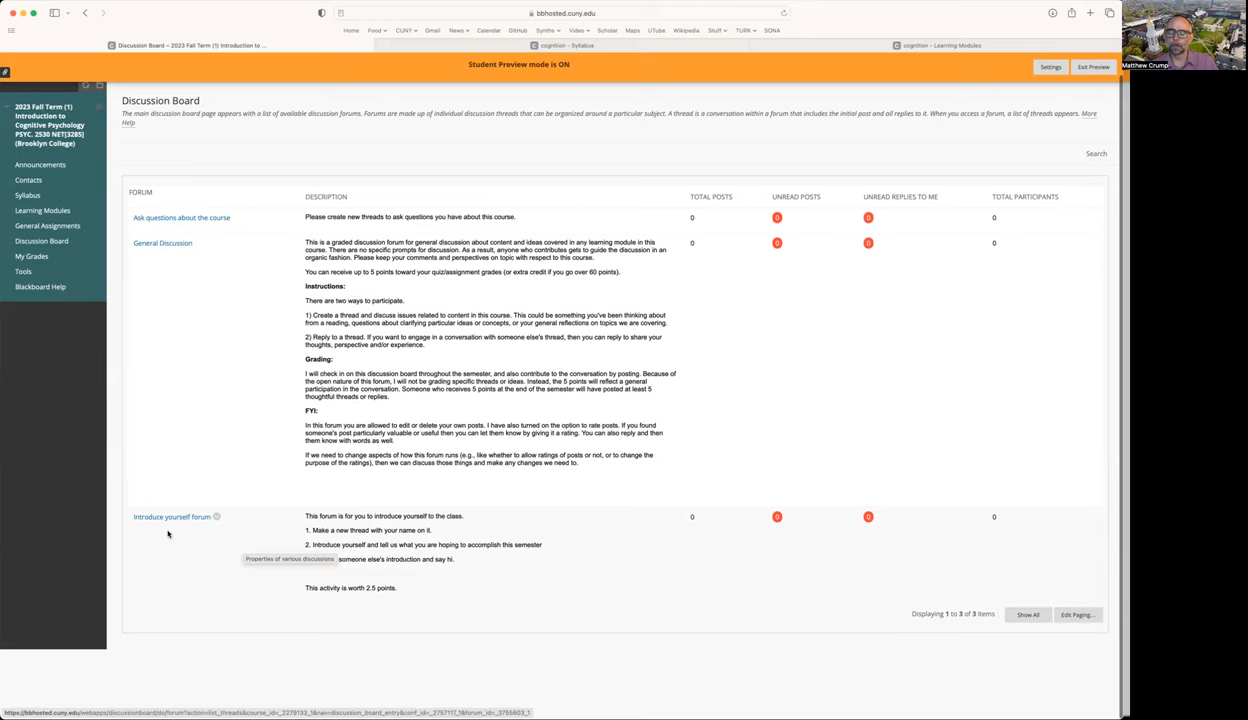 bbhosted.cuny.edu
Home Food CUNY Gmail News Calendar GitHub Synths Video Scholar Maps UTube Wikipedia Stuff TURK SONA
Discussion Board – 2023 Fall Term (1) Introduction to ...
cognition - Syllabus
cognition - Learning Modules
Matthew Crump
Student Preview mode is ON
Settings
Exit Preview
2023 Fall Term (1)
Introduction to
Cognitive Psychology
PSYC. 2530 NET[3285]
(Brooklyn College)
Announcements
Contacts
Syllabus
Learning Modules
General Assignments
Discussion Board
My Grades
Tools
Blackboard Help
Discussion Board
The main discussion board page appears with a list of available discussion forums. Forums are made up of individual discussion threads that can be organized around a particular subject. A thread is a conversation within a forum that includes the initial post and all replies to it. When you access a forum, a list of threads appears. More
Help
Search
FORUM
DESCRIPTION
TOTAL POSTS
UNREAD POSTS
UNREAD REPLIES TO ME
TOTAL PARTICIPANTS
Ask questions about the course
Please create new threads to ask questions you have about this course.
0 0 0 0
General Discussion
This is a graded discussion forum for general discussion about content and ideas covered in any learning module in this
course. There are no specific prompts for discussion. As a result, anyone who contributes gets to guide the discussion in an
organic fashion. Please keep your comments and perspectives on topic with respect to this course.
0 0 0 0
You can receive up to 5 points toward your quiz/assignment grades (or extra credit if you go over 60 points).
Instructions:
There are two ways to participate.
1) Create a thread and discuss issues related to content in this course. This could be something you've been thinking about
from a reading, questions about clarifying particular ideas or concepts, or your general reflections on topics we are covering.
2) Reply to a thread. If you want to engage in a conversation with someone else's thread, then you can reply to share your
thoughts, perspective and/or experience.
Grading:
I will check in on this discussion board throughout the semester, and also contribute to the conversation by posting. Because of
the open nature of this forum, I will not be grading specific threads or ideas. Instead, the 5 points will reflect a general
participation in the conversation. Someone who receives 5 points at the end of the semester will have posted at least 5
thoughtful threads or replies.
FYI:
In this forum you are allowed to edit or delete your own posts. I have also turned on the option to rate posts. If you found
someone's post particularly valuable or useful then you can let them know by giving it a rating. You can also reply and then
them know with words as well.
If we need to change aspects of how this forum runs (e.g., like whether to allow ratings of posts or not, or to change the
purpose of the ratings), then we can discuss those things and make any changes we need to.
Introduce yourself forum
This forum is for you to introduce yourself to the class.
0 0 0 0
1. Make a new thread with your name on it.
2. Introduce yourself and tell us what you are hoping to accomplish this semester
Properties of various discussions
someone else's introduction and say hi.
This activity is worth 2.5 points.
Displaying 1 to 3 of 3 items
Show All
Edit Paging...
https://bbhosted.cuny.edu/webapps/discussionboard/do/forum?action=list_threads&course_id=_2279133_1&nav=discussion_board_entry&conf_id=_2757117_1&forum_id=_3755603_1